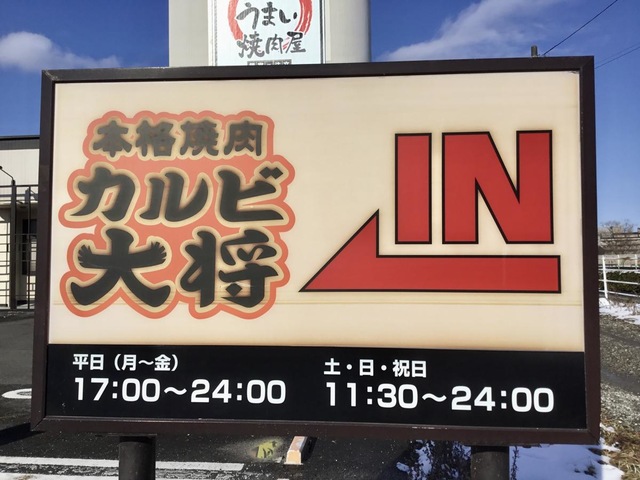 うまい
焼肉屋
本格焼肉
カルビ
大将
IN
平日（月～金）
17:00～24:00
土・日・祝日
11:30～24:00